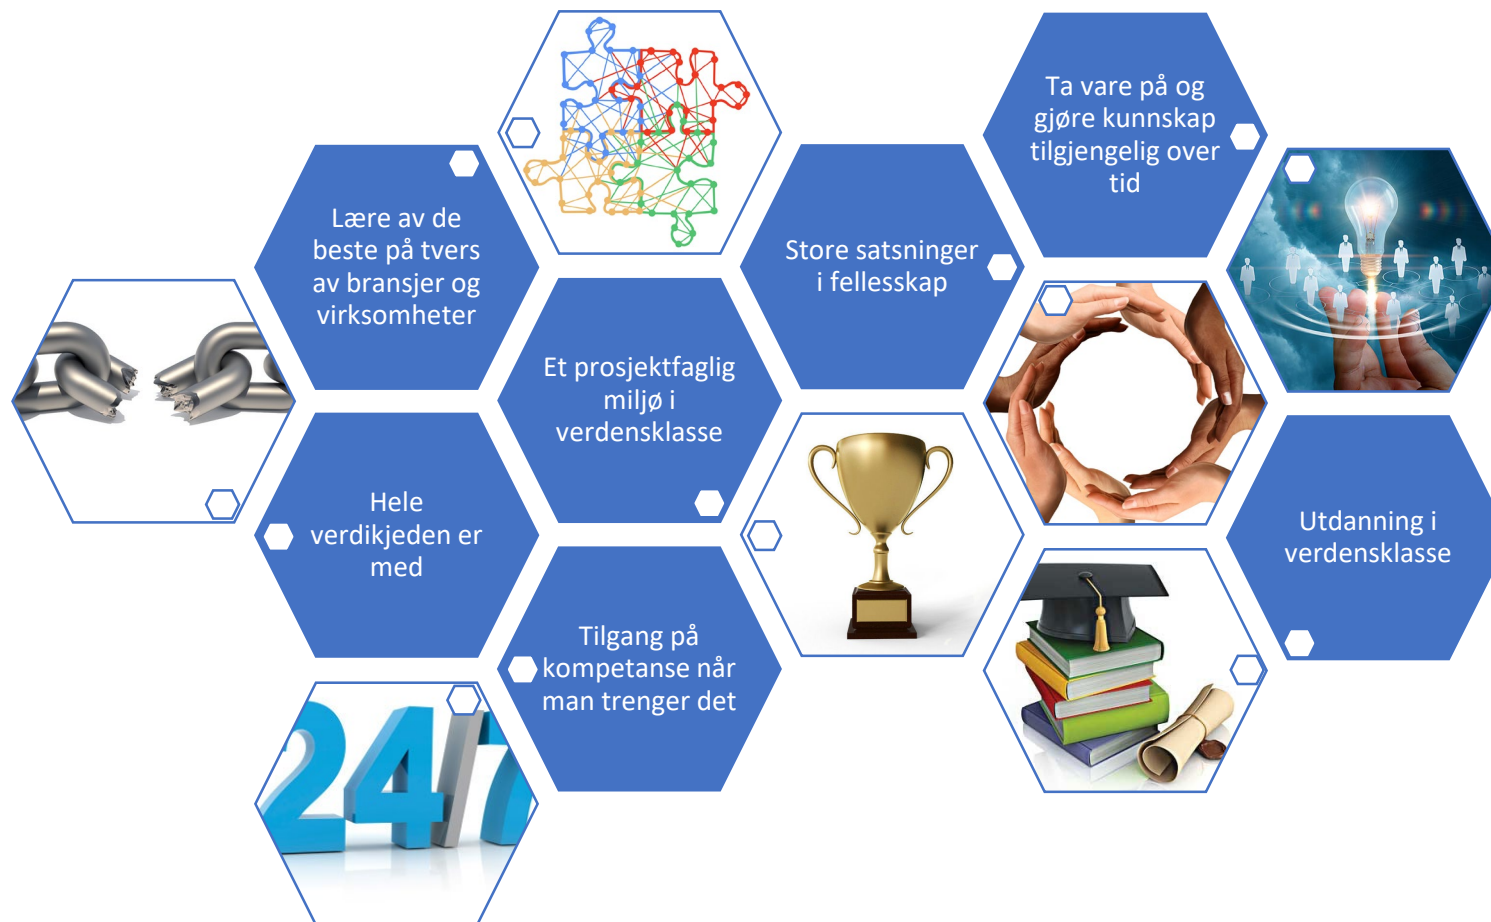 Lære av de
beste på tvers
av bransjer og
virksomheter
Hele
verdikjeden er
med
Et prosjektfaglig
miljø i
verdensklasse
Tilgang på
kompetanse når
man trenger det
Store satsninger
i fellesskap
Ta vare på og
gjøre kunnskap
tilgjengelig over
tid
Utdanning i
verdensklasse
24/7